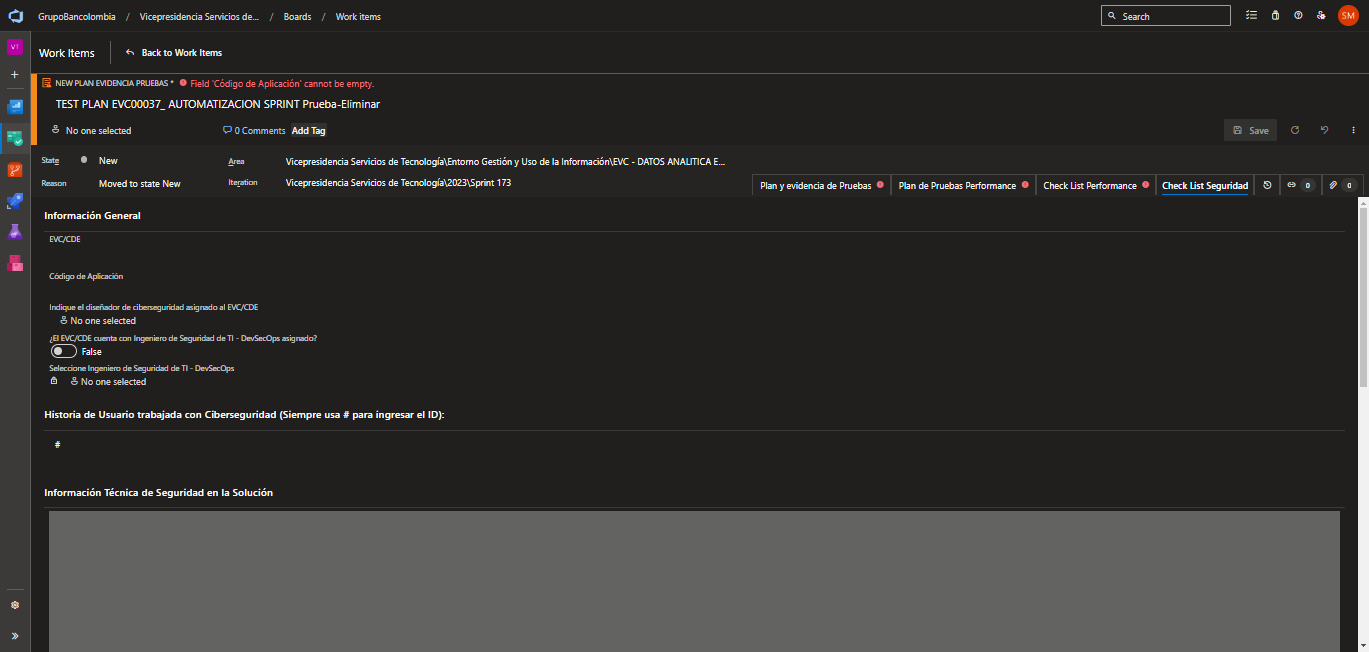 GrupoBancolombia / Vicepresidencia Servicios de... / Boards / Work items
Search
SM
VT
Work Items
Back to Work Items
NEW PLAN EVIDENCIA PRUEBAS * Field 'Código de Aplicación' cannot be empty.
TEST PLAN EVC00037_ AUTOMATIZACION SPRINT Prueba-Eliminar
No one selected
0 Comments
Add Tag
Save
State
New
Area
Vicepresidencia Servicios de Tecnología\Entorno Gestión y Uso de la Información\EVC - DATOS ANALITICA E...
Reason
Moved to state New
Iteration
Vicepresidencia Servicios de Tecnología\2023\Sprint 173
Plan y evidencia de Pruebas
Plan de Pruebas Performance
Check List Performance
Check List Seguridad
0
0
Información General
EVC/CDE
Código de Aplicación
Indique el diseñador de ciberseguridad asignado al EVC/CDE
No one selected
¿El EVC/CDE cuenta con Ingeniero de Seguridad de TI - DevSecOps asignado?
False
Seleccione Ingeniero de Seguridad de TI - DevSecOps
No one selected
Historia de Usuario trabajada con Ciberseguridad (Siempre usa # para ingresar el ID):
#
Información Técnica de Seguridad en la Solución